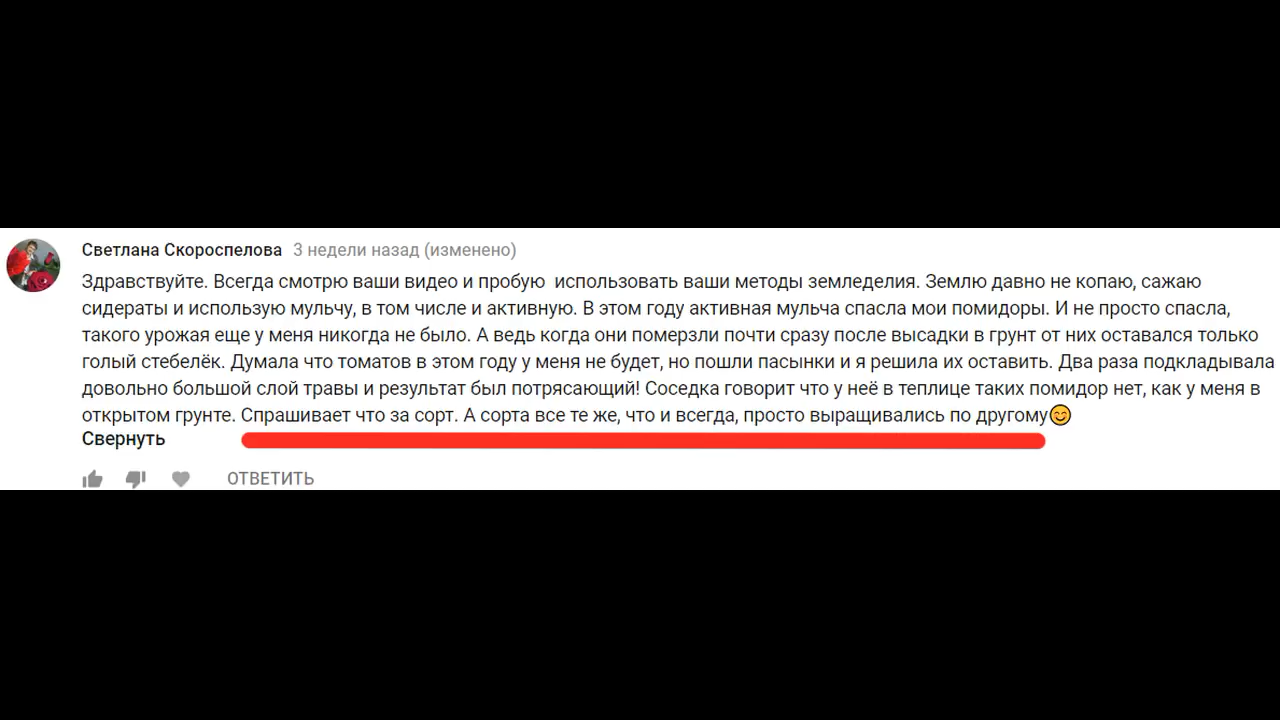 Светлана Скороспелова 3 недели назад (изменено)
Здравствуйте. Всегда смотрю ваши видео и пробую использовать ваши методы земледелия. Землю давно не копаю, сажаю
сидераты и использую мульчу, в том числе и активную. В этом году активная мульча спасла мои помидоры. И не просто спасла,
такого урожая еще у меня никогда не было. А ведь когда они померзли почти сразу после высадки в грунт от них оставался только
голый стебелёк. Думала что томатов в этом году у меня не будет, но пошли пасынки и я решила их оставить. Два раза подкладывала
довольно большой слой травы и результат был потрясающий! Соседка говорит что у неё в теплице таких помидор нет, как у меня в
открытом грунте. Спрашивает что за сорт. А сорта все те же, что и всегда, просто выращивались по другому😊
Свернуть
ОТВЕТИТЬ